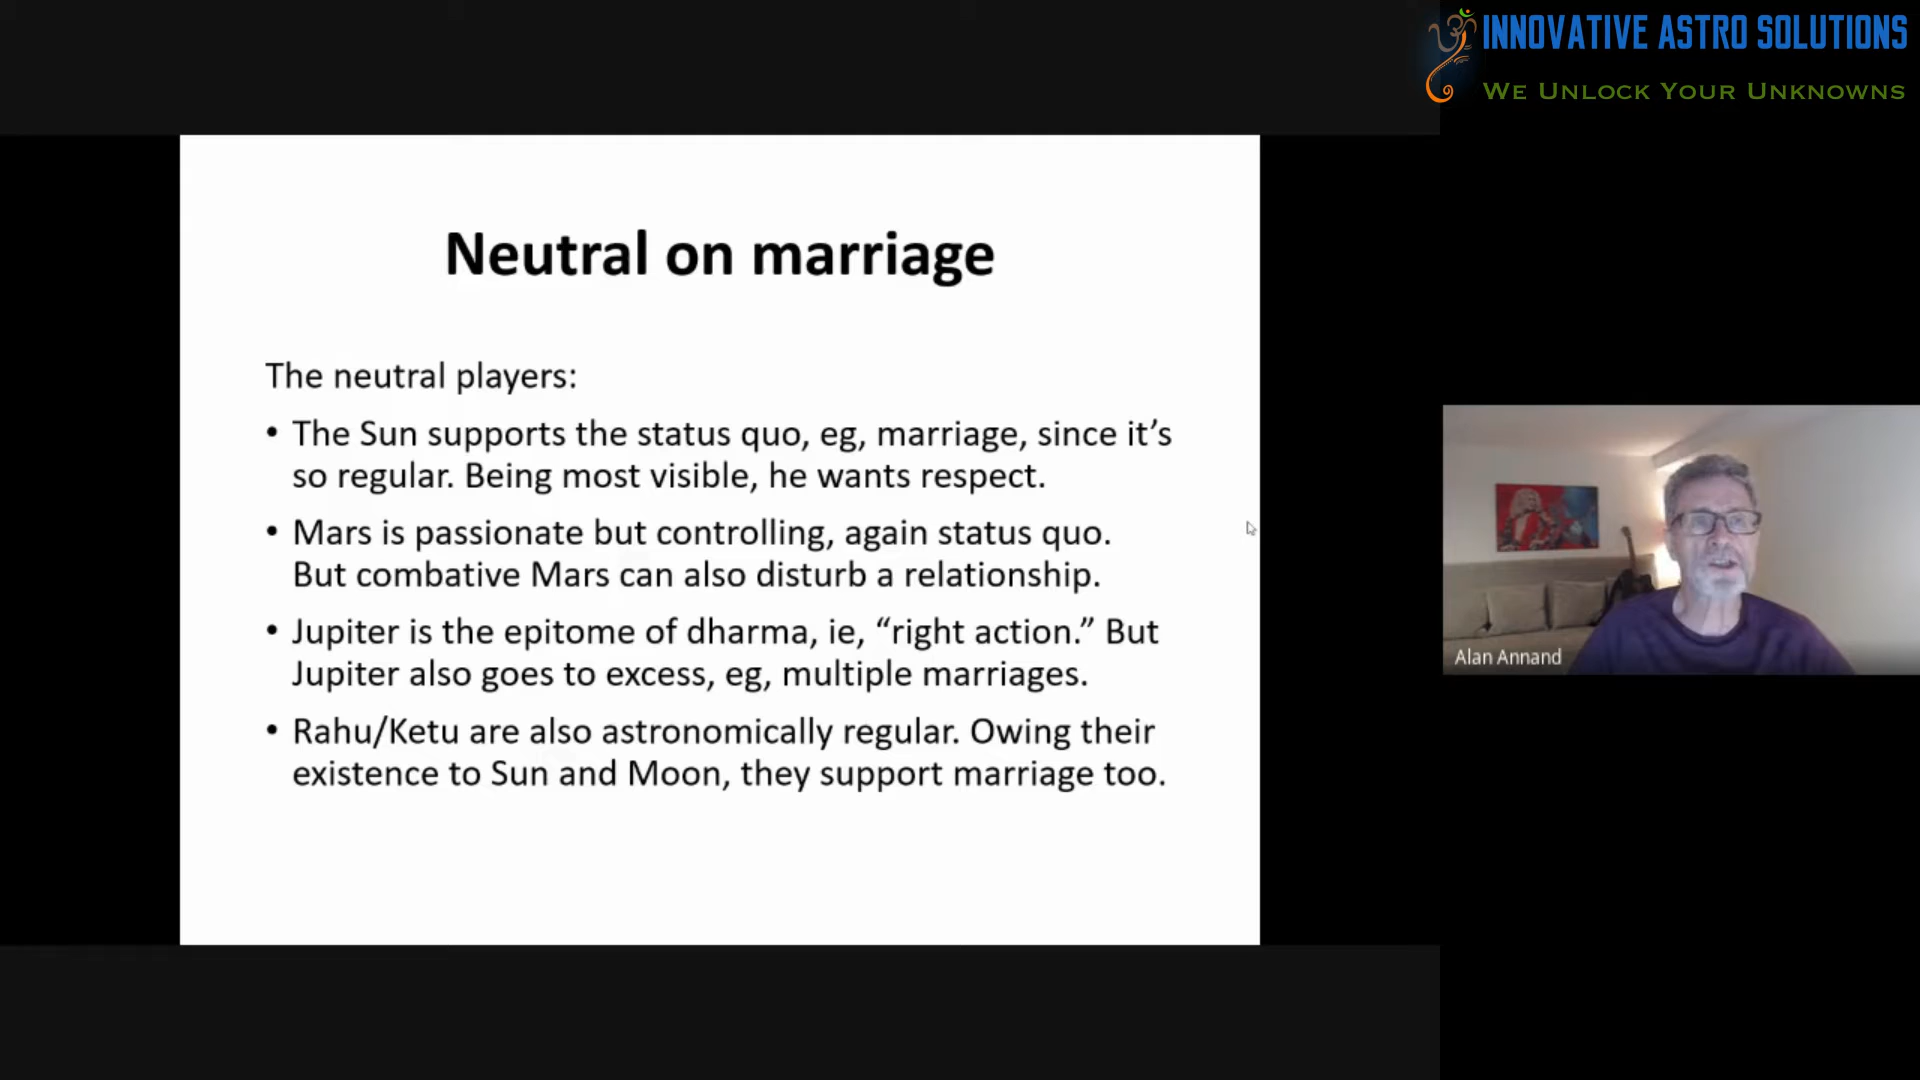 INNOVATIVE ASTRO SOLUTIONS
WE UNLOCK YOUR UNKNOWNS
Neutral on marriage
The neutral players:
• The Sun supports the status quo, eg, marriage, since it’s
so regular. Being most visible, he wants respect.
• Mars is passionate but controlling, again status quo.
But combative Mars can also disturb a relationship.
• Jupiter is the epitome of dharma, ie, “right action.” But
Jupiter also goes to excess, eg, multiple marriages.
• Rahu/Ketu are also astronomically regular. Owing their
existence to Sun and Moon, they support marriage too.
Alan Annand